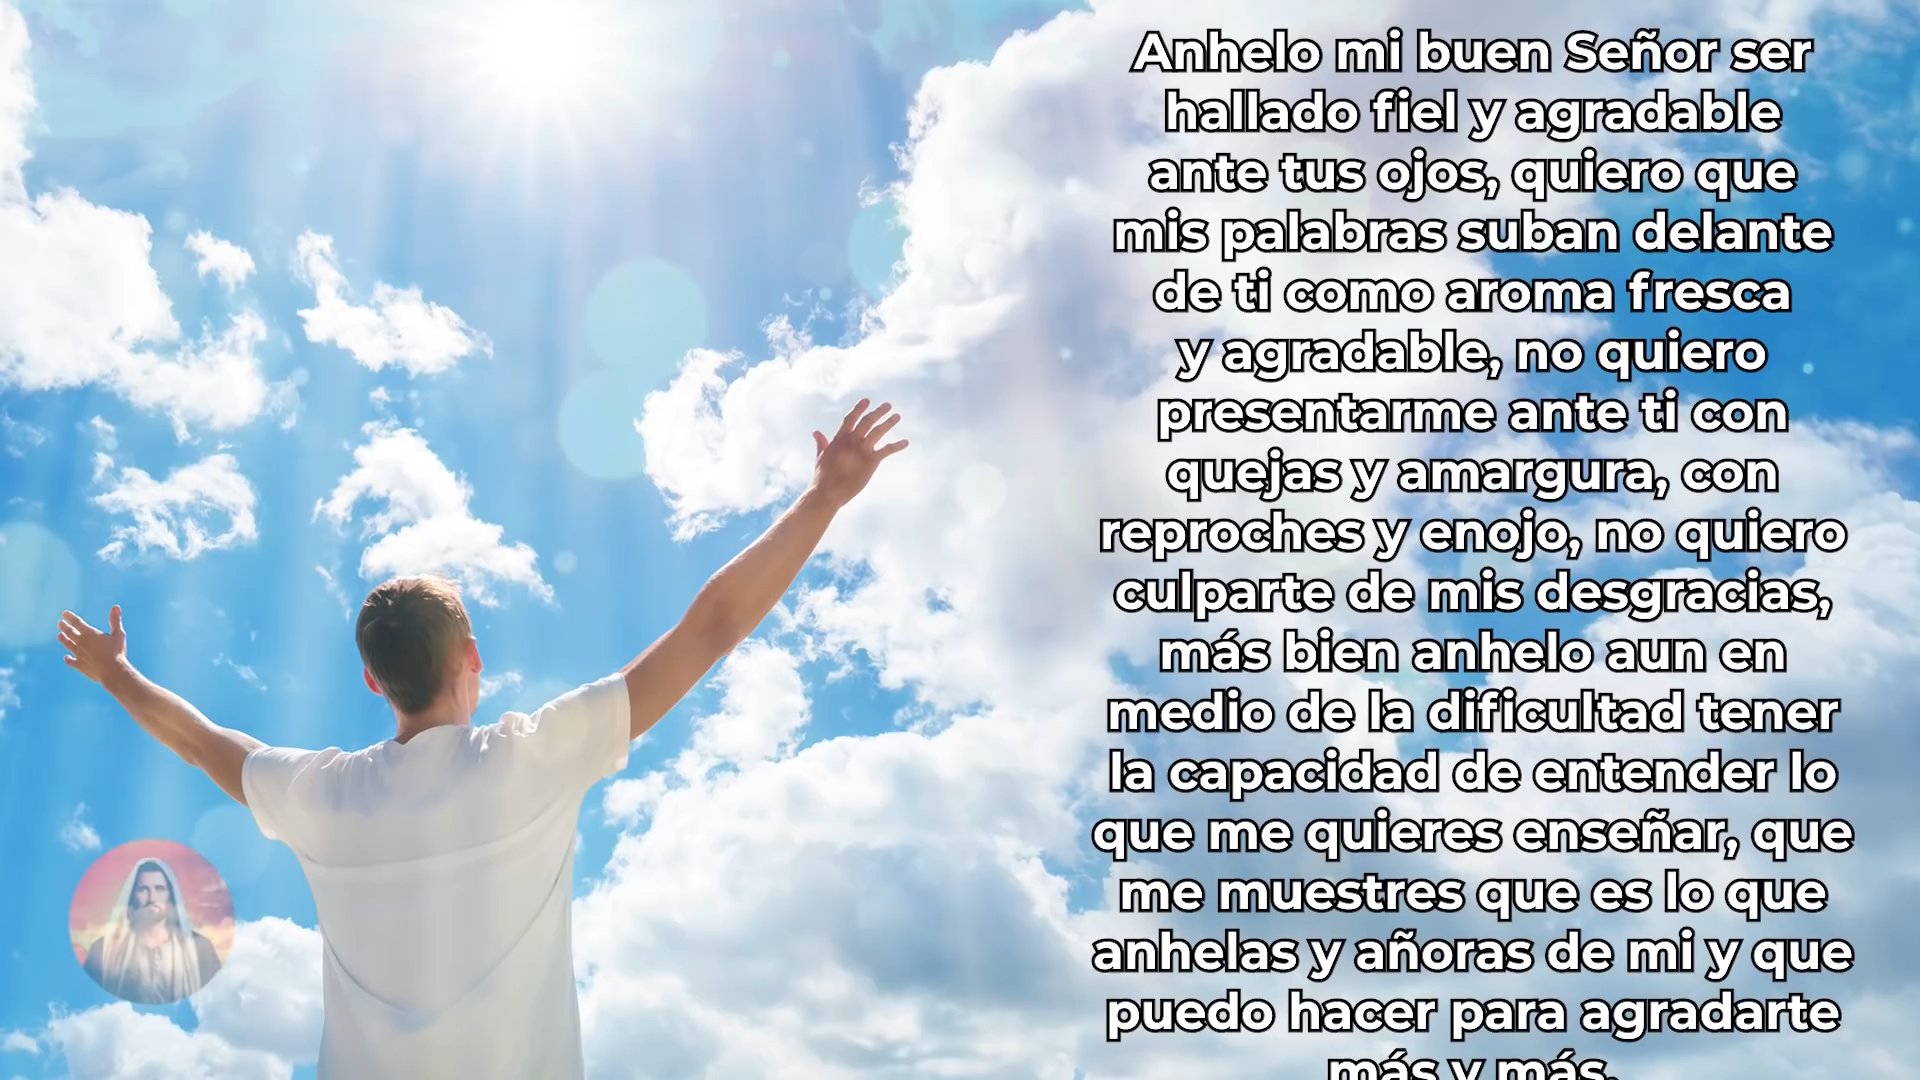 Anhelo mi buen Señor ser
hallado fiel y agradable
ante tus ojos, quiero que
mis palabras suban delante
de ti como aroma fresca
y agradable, no quiero
presentarme ante ti con
quejas y amargura, con
reproches y enojo, no quiero
culparte de mis desgracias,
más bien anhelo aun en
medio de la dificultad tener
la capacidad de entender lo
que me quieres enseñar, que
me muestres que es lo que
anhelas y añoras de mi y que
puedo hacer para agradarte
más y más.